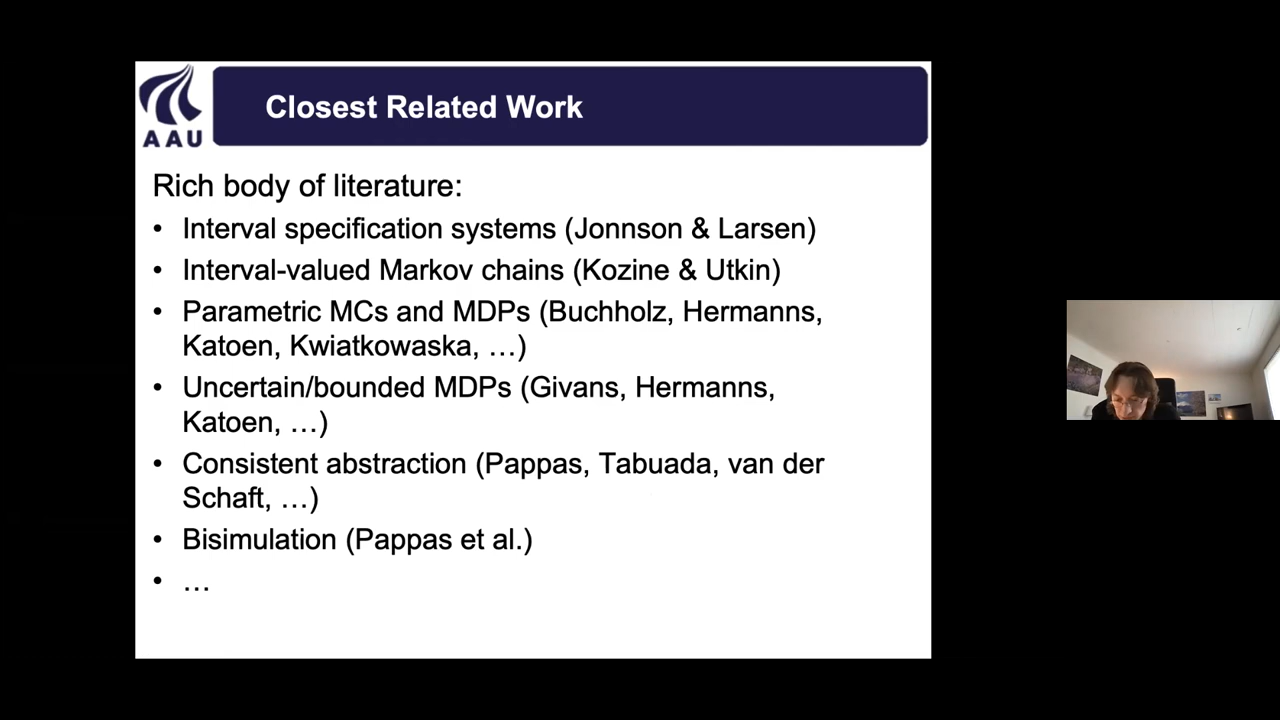 AAU
Closest Related Work
Rich body of literature:
• Interval specification systems (Jonnson & Larsen)
• Interval-valued Markov chains (Kozine & Utkin)
• Parametric MCs and MDPs (Buchholz, Hermanns,
Katoen, Kwiatkowaska, …)
• Uncertain/bounded MDPs (Givans, Hermanns,
Katoen, …)
• Consistent abstraction (Pappas, Tabuada, van der
Schaft, …)
• Bisimulation (Pappas et al.)
• …